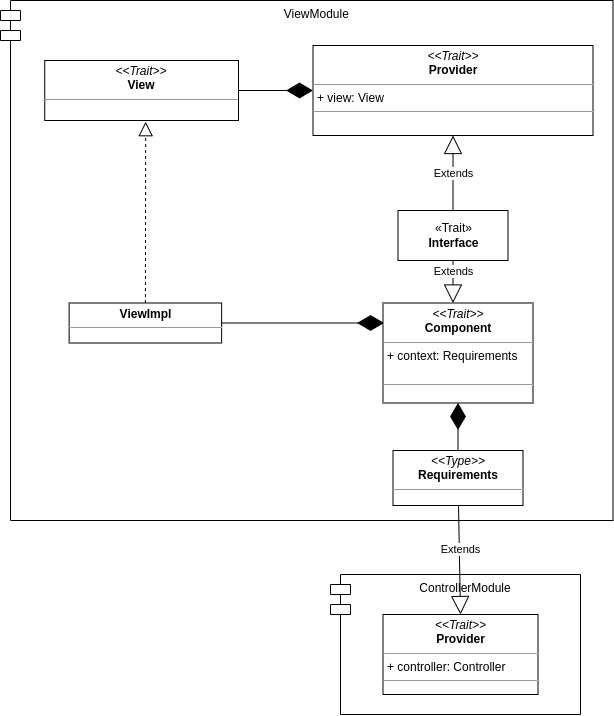 ViewModule
<<Trait>>
View
<<Trait>>
Provider
+ view: View
Extends
«Trait»
Interface
Extends
ViewImpl
<<Trait>>
Component
+ context: Requirements
<<Type>>
Requirements
Extends
ControllerModule
<<Trait>>
Provider
+ controller: Controller